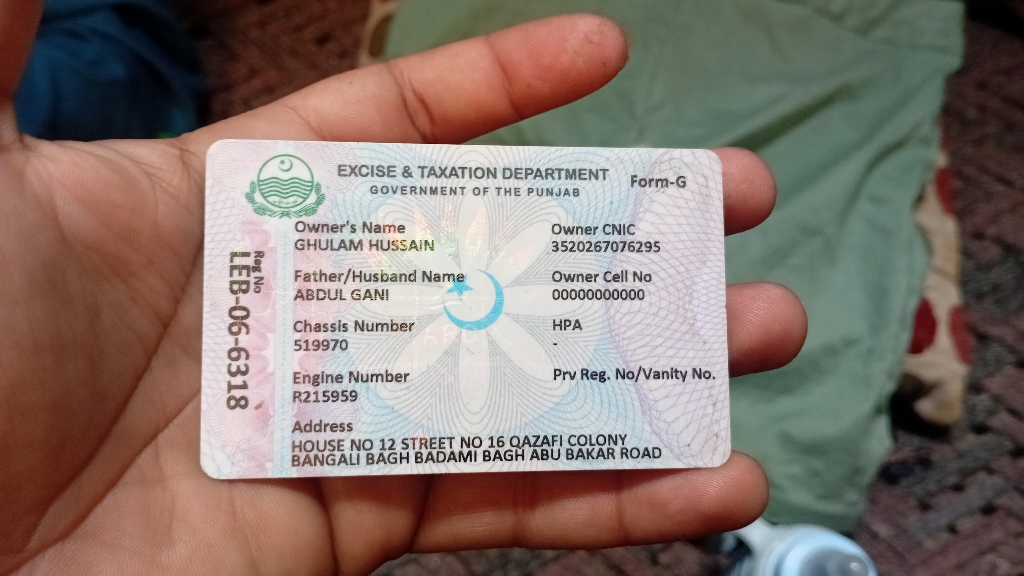 EXCISE & TAXATION DEPARTMENT
GOVERNMENT OF THE PUNJAB
Form-G
Reg No
LEB-06-6318
Owner's Name
GHULAM HUSSAIN
Owner CNIC
3520267076295
Father/Husband Name
ABDUL GANI
Owner Cell No
00000000000
Chassis Number
519970
HPA
-
Engine Number
R215959
Prv Reg. No/Vanity No.
Address
HOUSE NO 12 STREET NO 16 QAZAFI COLONY
BANGALI BAGH BADAMI BAGH ABU BAKAR ROAD